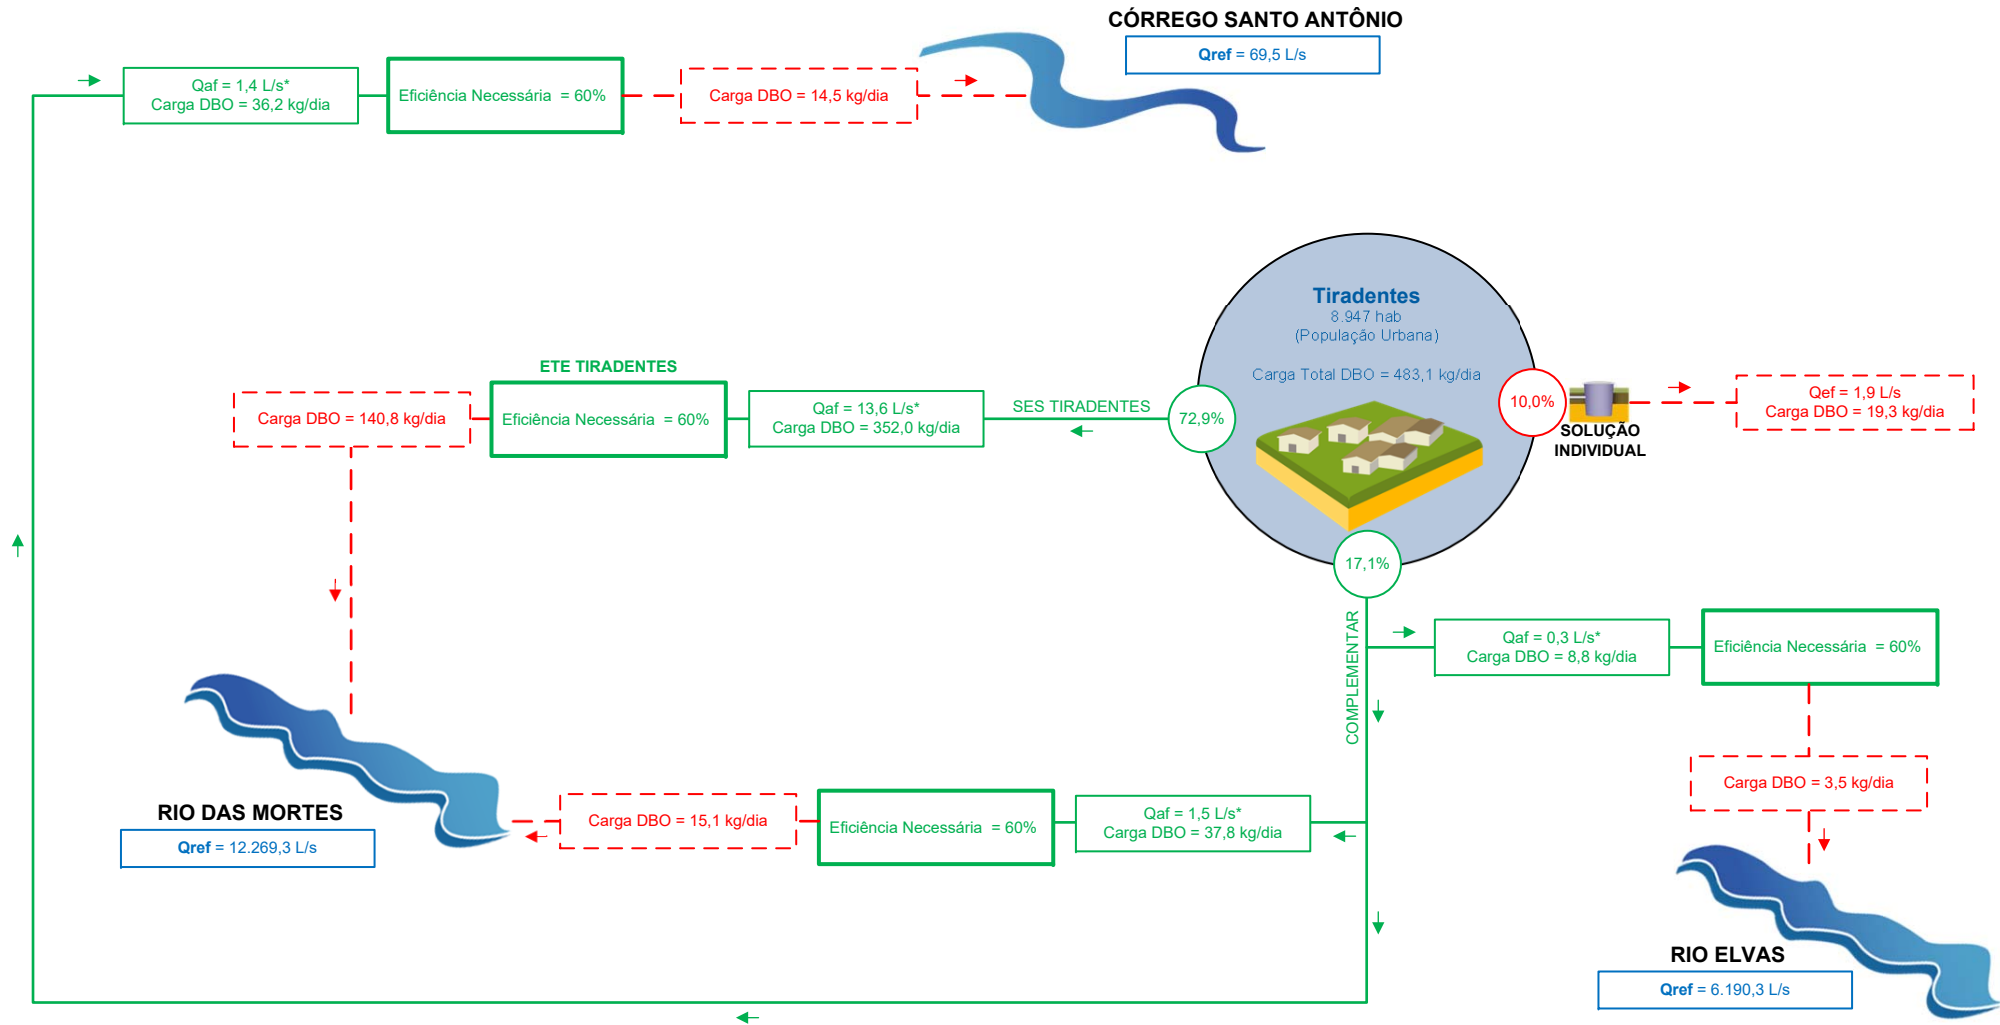 CÓRREGO SANTO ANTÔNIO
Qref = 69,5 L/s
Qaf = 1,4 L/s*
Carga DBO = 36,2 kg/dia
Eficiência Necessária = 60%
Carga DBO = 14,5 kg/dia
Tiradentes
8.947 hab
(População Urbana)
Carga Total DBO = 483,1 kg/dia
ETE TIRADENTES
Carga DBO = 140,8 kg/dia
Eficiência Necessária = 60%
Qaf = 13,6 L/s*
Carga DBO = 352,0 kg/dia
SES TIRADENTES
72,9%
10,0%
SOLUÇÃO
INDIVIDUAL
Qef = 1,9 L/s
Carga DBO = 19,3 kg/dia
17,1%
COMPLEMENTAR
Qaf = 0,3 L/s*
Carga DBO = 8,8 kg/dia
Eficiência Necessária = 60%
Carga DBO = 3,5 kg/dia
RIO DAS MORTES
Qref = 12.269,3 L/s
Carga DBO = 15,1 kg/dia
Eficiência Necessária = 60%
Qaf = 1,5 L/s*
Carga DBO = 37,8 kg/dia
RIO ELVAS
Qref = 6.190,3 L/s